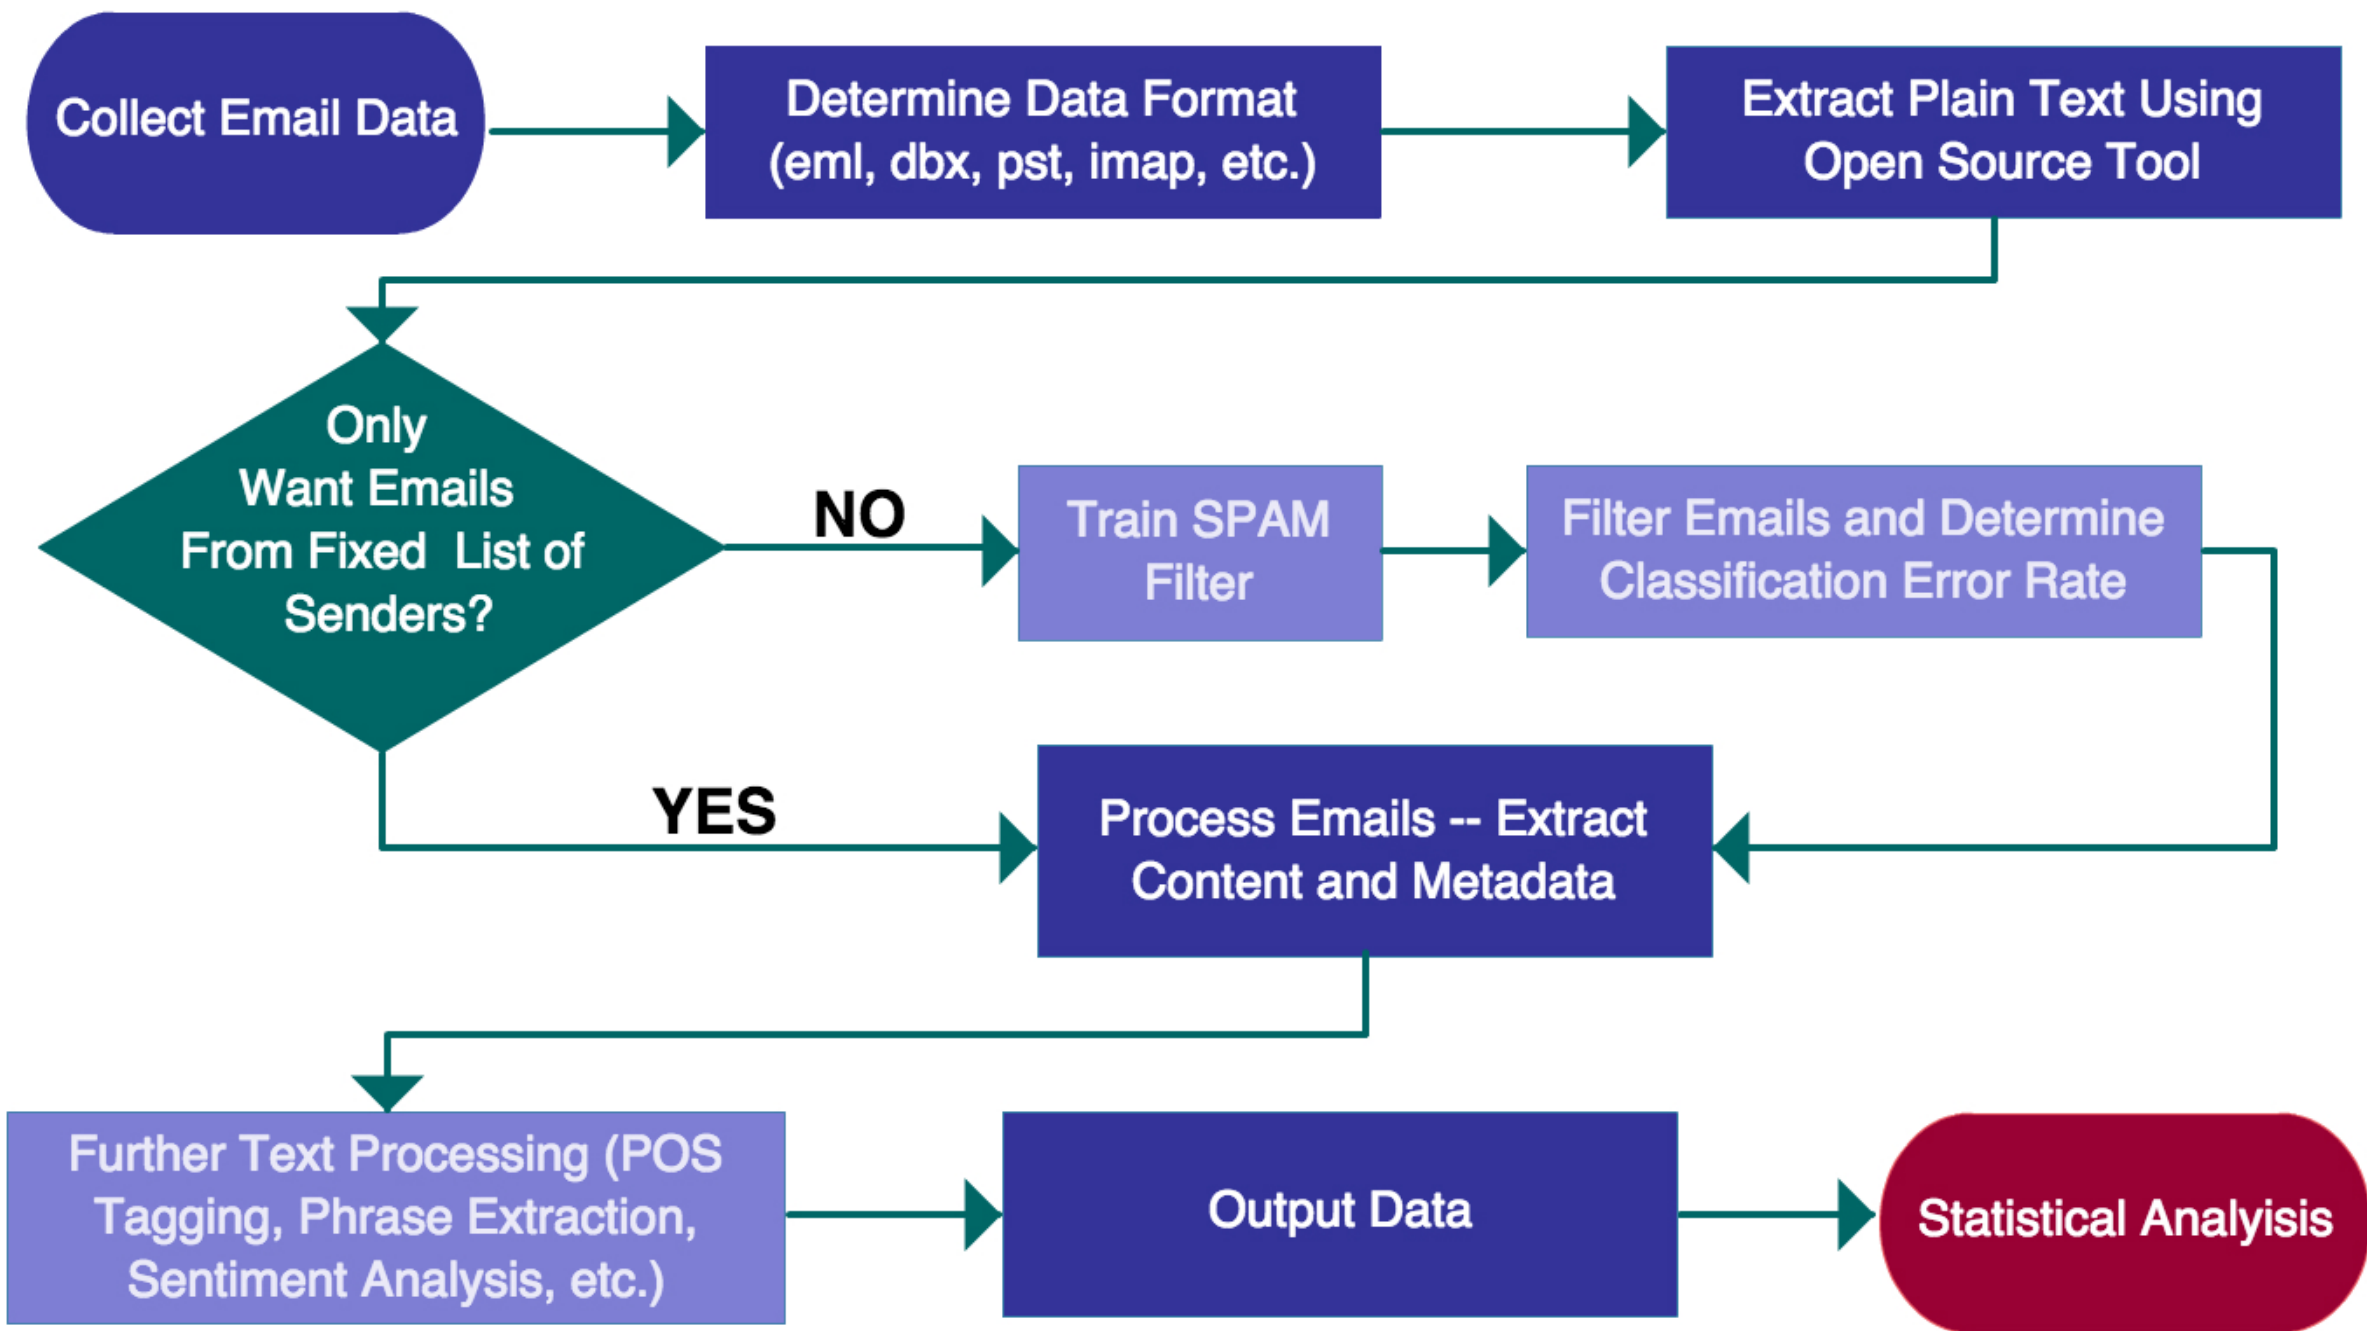 Collect Email Data
Determine Data Format
(eml, dbx, pst, imap, etc.)
Extract Plain Text Using
Open Source Tool
Only
Want Emails
From Fixed  List of
Senders?
NO
Train SPAM
Filter
Filter Emails and Determine
Classification Error Rate
YES
Process Emails -- Extract
Content and Metadata
Further Text Processing (POS
Tagging, Phrase Extraction,
Sentiment Analysis, etc.)
Output Data
Statistical Analyisis